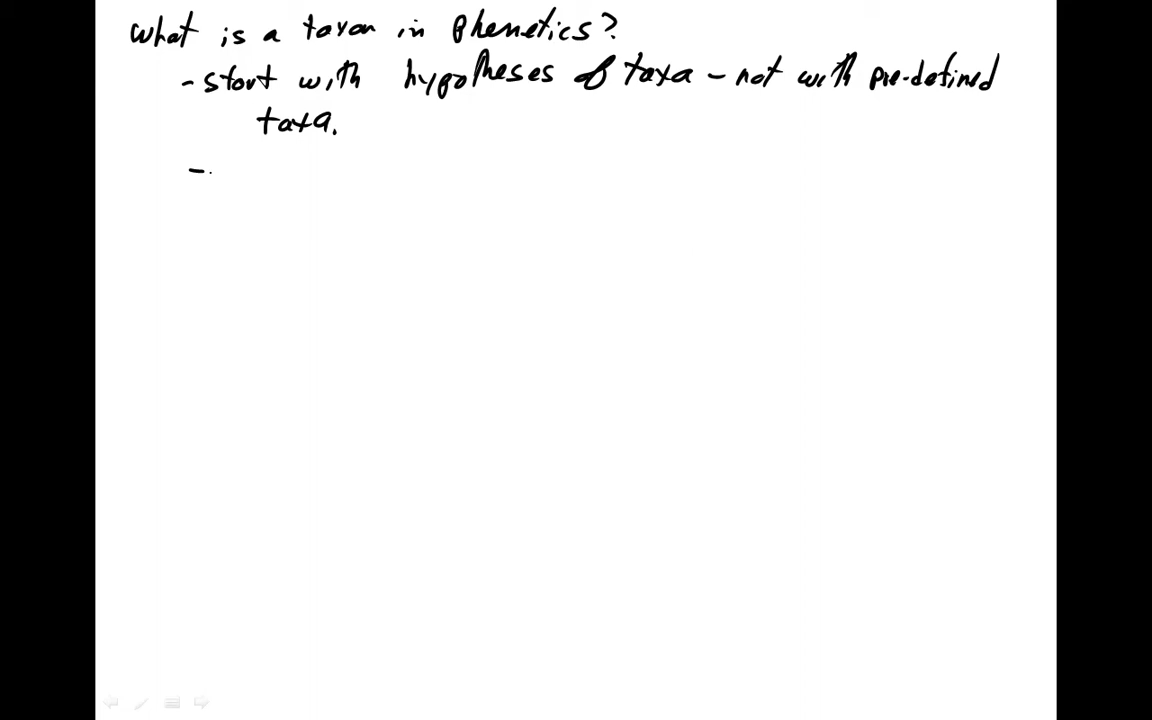 What is a taxon in Phenetics?
- start with hypotheses of taxa - not with pre-defined
taxa.
-